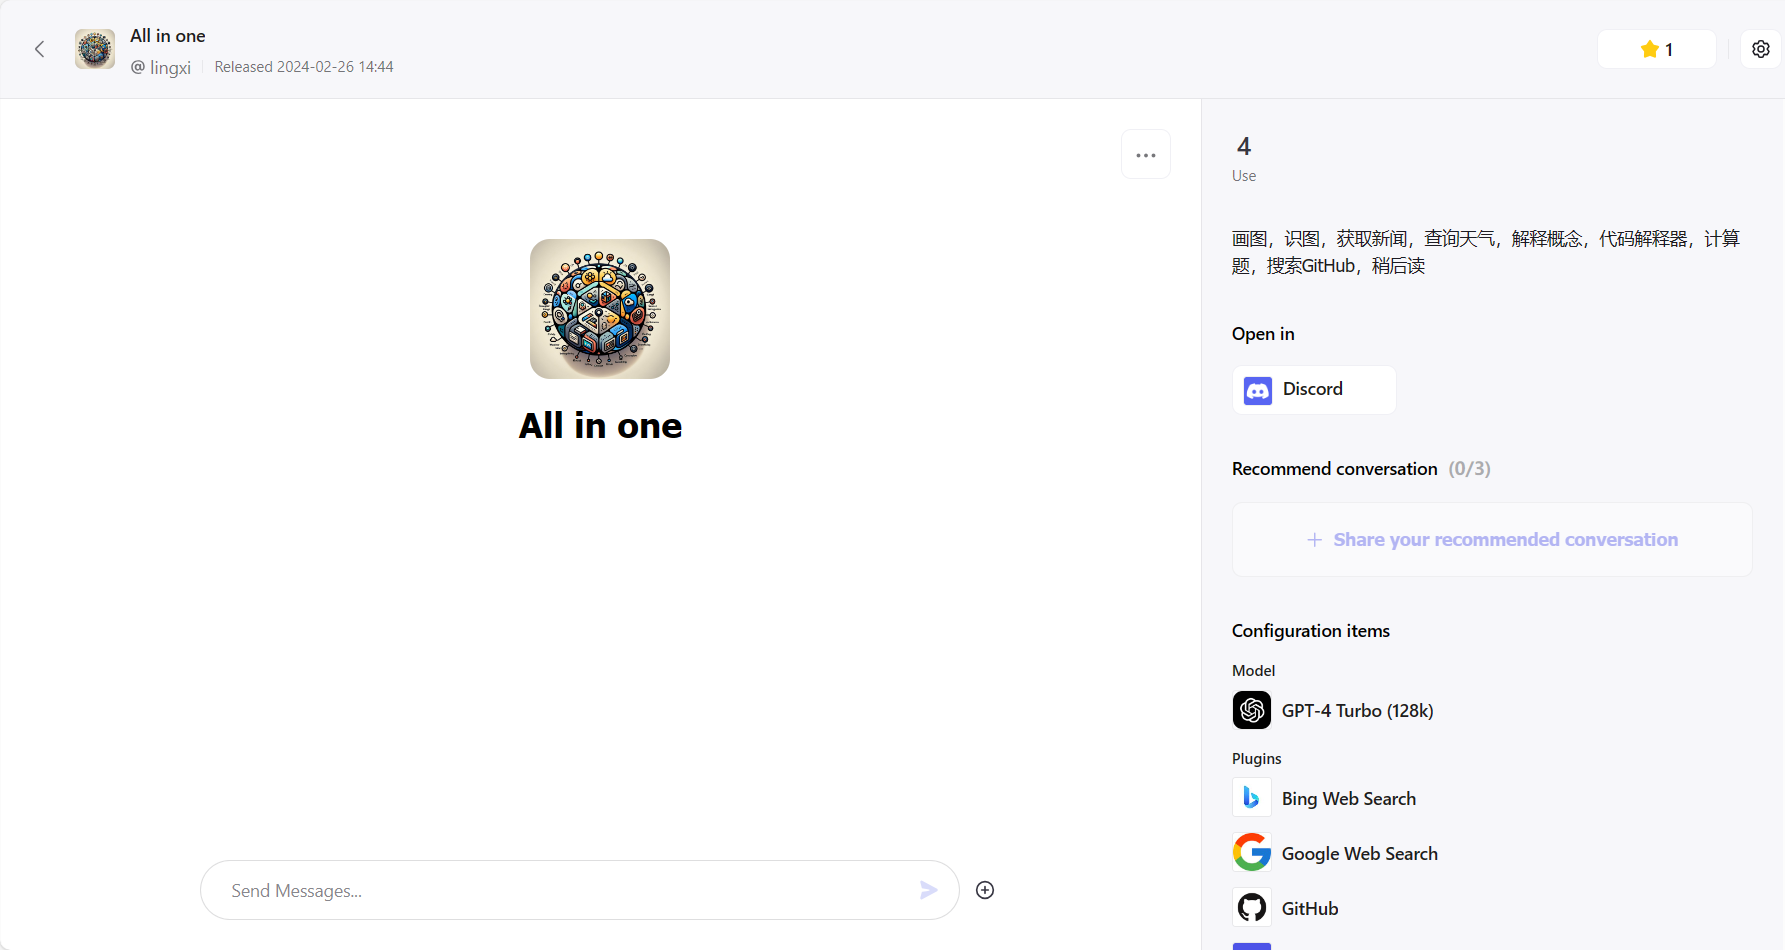 All in one
@ lingxi
Released 2024-02-26 14:44
1
4
Use
画图，识图，获取新闻，查询天气，解释概念，代码解释器，计算
题，搜索GitHub，稍后读
Open in
Discord
All in one
Recommend conversation (0/3)
Share your recommended conversation
Configuration items
Model
GPT-4 Turbo (128k)
Plugins
Bing Web Search
Google Web Search
GitHub
Send Messages...